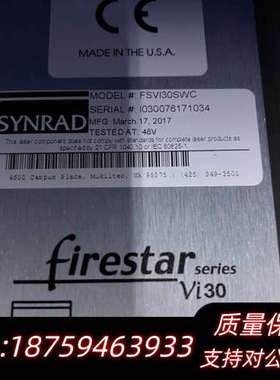 CE
MADE IN THE U.S.A.
SYNRAD
MODEL #: FSVI30SWC
SERIAL #: I030076171034
MFG: March 17, 2017
TESTED AT: 48V
This laser component does not comply with standards for complete laser products as
specified by 21 CFR 1040.10 or IEC 60825-1.
4600 Campus Place, Mukilteo, WA 98275 (425) 349-3500
firestar series
Vi30
质量保
:18759463933
支持对公